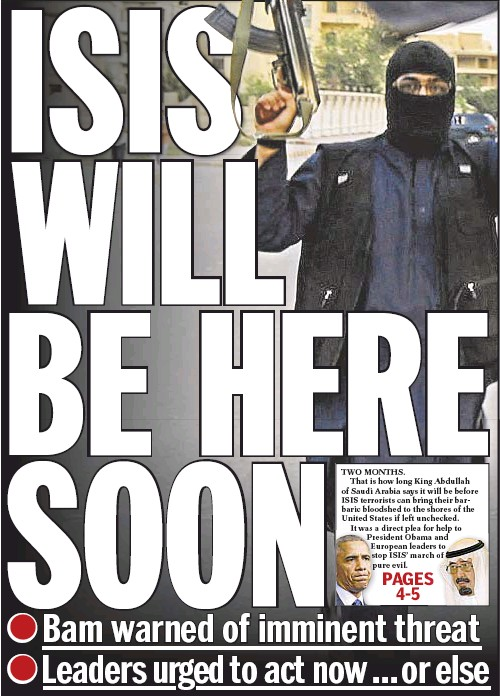 ISIS
WILL
BE HERE
SOON
TWO MONTHS.
That is how long King Abdullah
of Saudi Arabia says it will be before
ISIS terrorists can bring their bar-
baric bloodshed to the shores of the
United States if left unchecked.
It was a direct plea for help to
President Obama and
European leaders to
stop ISIS' march of
pure evil.
PAGES
4-5
Bam warned of imminent threat
Leaders urged to act now ... or else